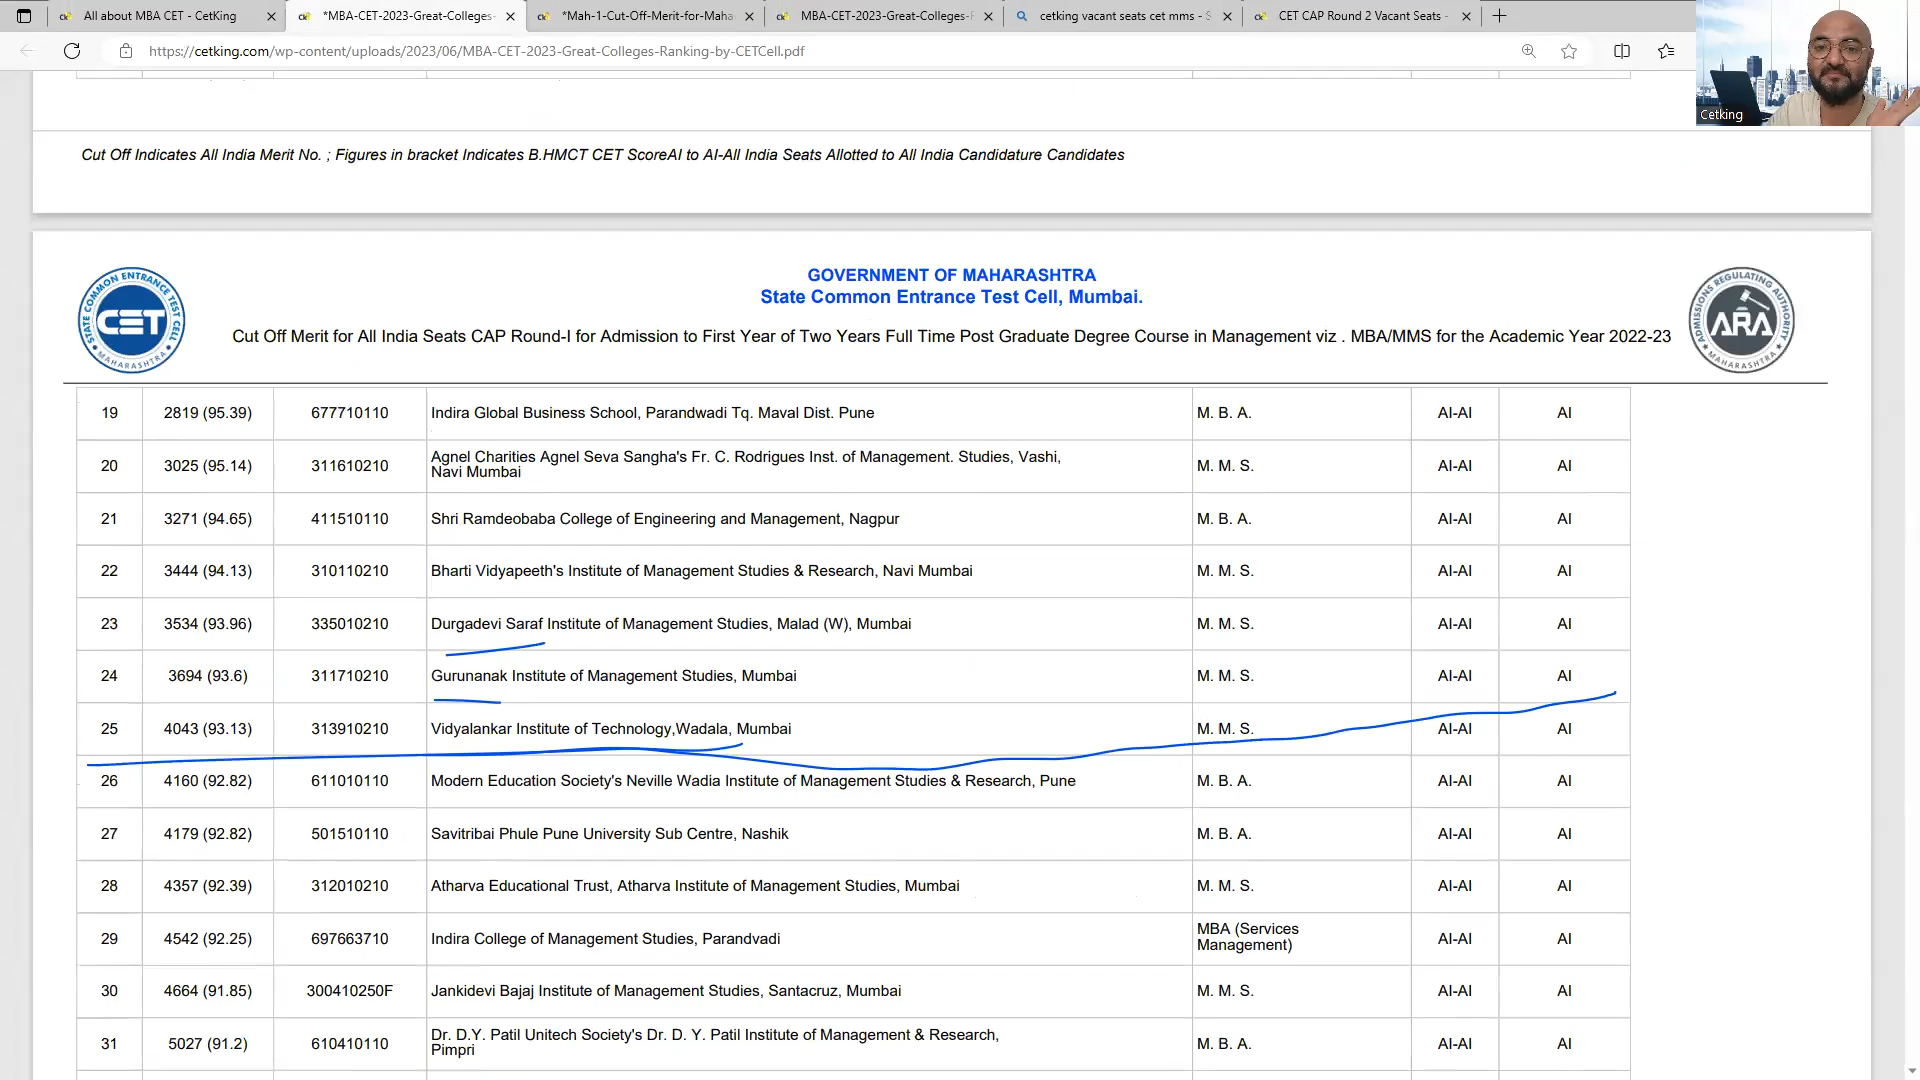 All about MBA CET - CetKing
*MBA-CET-2023-Great-Colleges-
*Mah-1-Cut-Off-Merit-for-Maha
MBA-CET-2023-Great-Colleges-F
cetking vacant seats cet mms - S
CET CAP Round 2 Vacant Seats -
https://cetking.com/wp-content/uploads/2023/06/MBA-CET-2023-Great-Colleges-Ranking-by-CETCell.pdf
Cetking
Cut Off Indicates All India Merit No. ; Figures in bracket Indicates B.HMCT CET ScoreAI to AI-All India Seats Allotted to All India Candidature Candidates
STATE COMMON ENTRANCE TEST CELL
CET
MAHARASHTRA
GOVERNMENT OF MAHARASHTRA
State Common Entrance Test Cell, Mumbai.
Cut Off Merit for All India Seats CAP Round-I for Admission to First Year of Two Years Full Time Post Graduate Degree Course in Management viz . MBA/MMS for the Academic Year 2022-23
ADMISSIONS REGULATING AUTHORITY
ARA
MAHARASHTRA
19 2819 (95.39) 677710110 Indira Global Business School, Parandwadi Tq. Maval Dist. Pune M. B. A. AI-AI AI
20 3025 (95.14) 311610210 Agnel Charities Agnel Seva Sangha's Fr. C. Rodrigues Inst. of Management. Studies, Vashi, M. M. S. AI-AI AI
Navi Mumbai
21 3271 (94.65) 411510110 Shri Ramdeobaba College of Engineering and Management, Nagpur M. B. A. AI-AI AI
22 3444 (94.13) 310110210 Bharti Vidyapeeth's Institute of Management Studies & Research, Navi Mumbai M. M. S. AI-AI AI
23 3534 (93.96) 335010210 Durgadevi Saraf Institute of Management Studies, Malad (W), Mumbai M. M. S. AI-AI AI
24 3694 (93.6) 311710210 Gurunanak Institute of Management Studies, Mumbai M. M. S. AI-AI AI
25 4043 (93.13) 313910210 Vidyalankar Institute of Technology,Wadala, Mumbai M. M. S. AI-AI AI
26 4160 (92.82) 611010110 Modern Education Society's Neville Wadia Institute of Management Studies & Research, Pune M. B. A. AI-AI AI
27 4179 (92.82) 501510110 Savitribai Phule Pune University Sub Centre, Nashik M. B. A. AI-AI AI
28 4357 (92.39) 312010210 Atharva Educational Trust, Atharva Institute of Management Studies, Mumbai M. M. S. AI-AI AI
29 4542 (92.25) 697663710 Indira College of Management Studies, Parandvadi MBA (Services AI-AI AI
Management)
30 4664 (91.85) 300410250F Jankidevi Bajaj Institute of Management Studies, Santacruz, Mumbai M. M. S. AI-AI AI
31 5027 (91.2) 610410110 Dr. D.Y. Patil Unitech Society's Dr. D. Y. Patil Institute of Management & Research, M. B. A. AI-AI AI
Pimpri